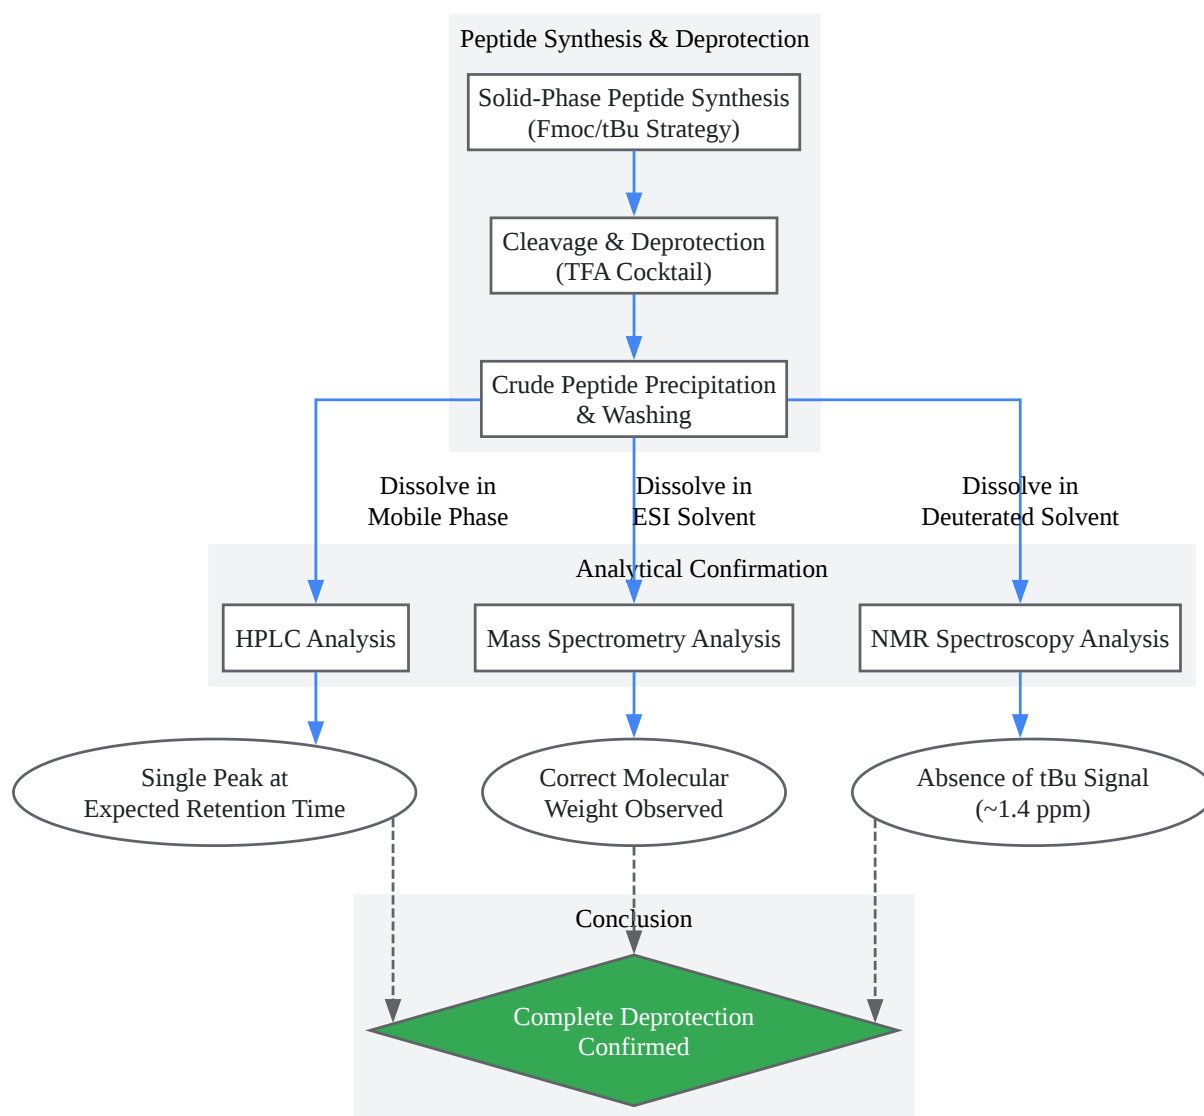 Peptide Synthesis & Deprotection
Solid-Phase Peptide Synthesis
(Fmoc/tBu Strategy)
Cleavage & Deprotection
(TFA Cocktail)
Crude Peptide Precipitation
& Washing
Dissolve in
Mobile Phase
Dissolve in
ESI Solvent
Dissolve in
Deuterated Solvent
Analytical Confirmation
HPLC Analysis
Mass Spectrometry Analysis
NMR Spectroscopy Analysis
Single Peak at
Expected Retention Time
Correct Molecular
Weight Observed
Absence of tBu Signal
(~1.4 ppm)
Conclusion
Complete Deprotection
Confirmed